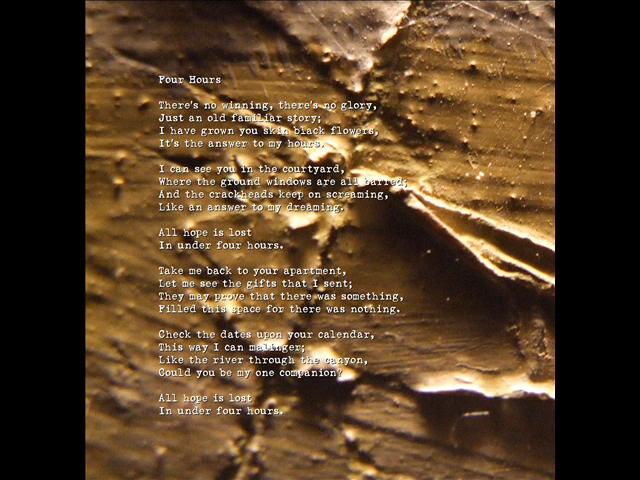 Four Hours

There's no winning, there's no glory,
Just an old familiar story;
I have grown you skin black flowers,
It's the answer to my hours.

I can see you in the courtyard,
Where the ground windows are all barred;
And the crackheads keep on screaming,
Like an answer to my dreaming.

All hope is lost
In under four hours.

Take me back to your apartment,
Let me see the gifts that I sent;
They may prove that there was something,
Filled this space for there was nothing.

Check the dates upon your calendar,
This way I can malinger;
Like the river through the canyon,
Could you be my one companion?

All hope is lost
In under four hours.